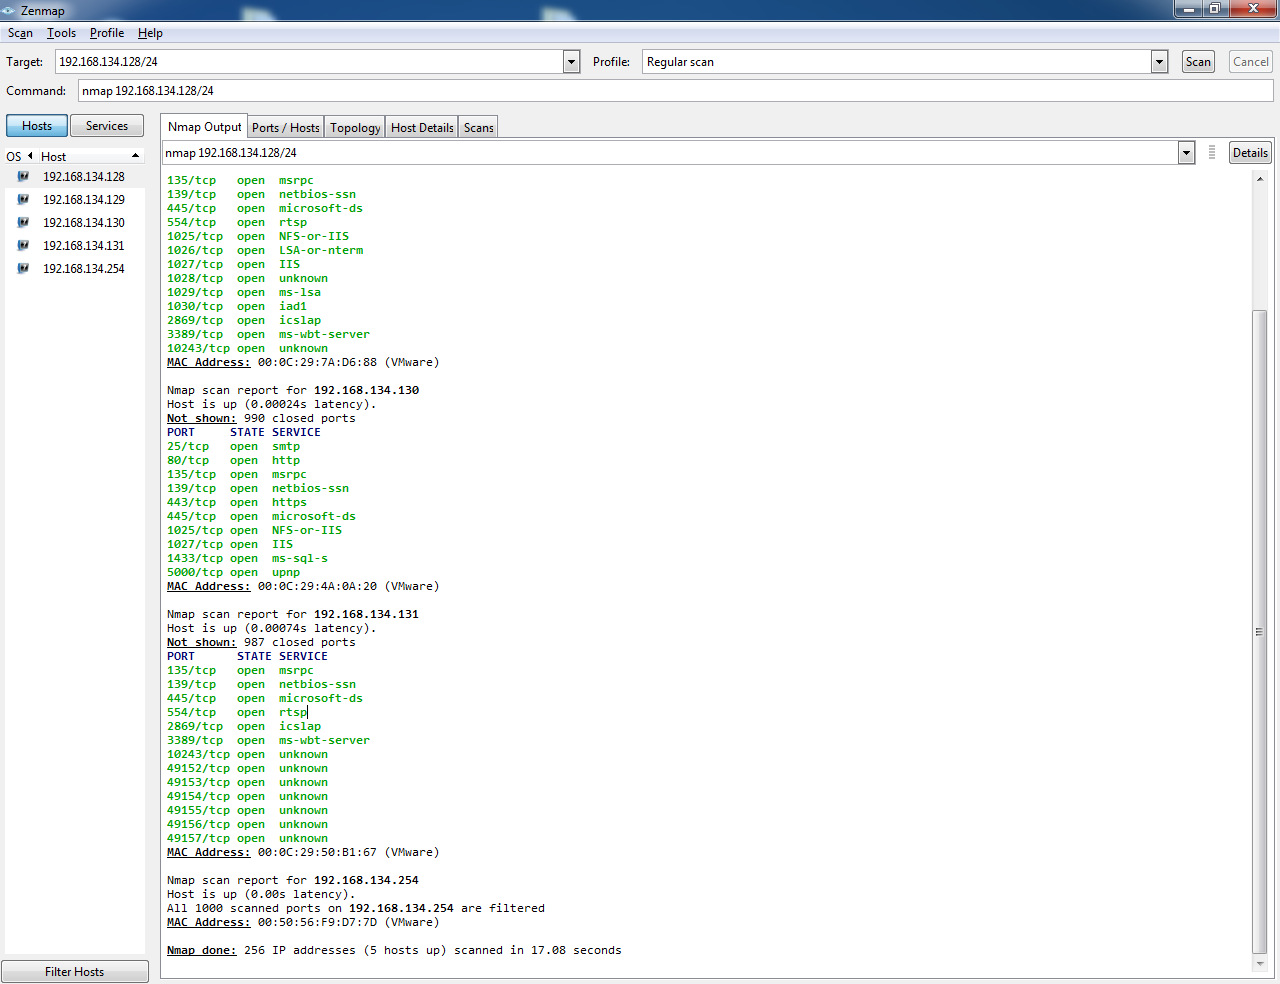 Zenmap
Scan Tools Profile Help
Target: 192.168.134.128/24 Profile: Regular scan Scan Cancel
Command: nmap 192.168.134.128/24
Hosts Services
OS Host
192.168.134.128
192.168.134.129
192.168.134.130
192.168.134.131
192.168.134.254
Filter Hosts
Nmap Output Ports / Hosts Topology Host Details Scans
nmap 192.168.134.128/24 Details
135/tcp open msrpc
139/tcp open netbios-ssn
445/tcp open microsoft-ds
554/tcp open rtsp
1025/tcp open NFS-or-IIS
1026/tcp open LSA-or-nterm
1027/tcp open IIS
1028/tcp open unknown
1029/tcp open ms-lsa
1030/tcp open iad1
2869/tcp open icslap
3389/tcp open ms-wbt-server
10243/tcp open unknown
MAC Address: 00:0C:29:7A:D6:88 (VMware)
Nmap scan report for 192.168.134.130
Host is up (0.00024s latency).
Not shown: 990 closed ports
PORT STATE SERVICE
25/tcp open smtp
80/tcp open http
135/tcp open msrpc
139/tcp open netbios-ssn
443/tcp open https
445/tcp open microsoft-ds
1025/tcp open NFS-or-IIS
1027/tcp open IIS
1433/tcp open ms-sql-s
5000/tcp open upnp
MAC Address: 00:0C:29:4A:0A:20 (VMware)
Nmap scan report for 192.168.134.131
Host is up (0.00074s latency).
Not shown: 987 closed ports
PORT STATE SERVICE
135/tcp open msrpc
139/tcp open netbios-ssn
445/tcp open microsoft-ds
554/tcp open rtsp
2869/tcp open icslap
3389/tcp open ms-wbt-server
10243/tcp open unknown
49152/tcp open unknown
49153/tcp open unknown
49154/tcp open unknown
49155/tcp open unknown
49156/tcp open unknown
49157/tcp open unknown
MAC Address: 00:0C:29:50:B1:67 (VMware)
Nmap scan report for 192.168.134.254
Host is up (0.00s latency).
All 1000 scanned ports on 192.168.134.254 are filtered
MAC Address: 00:50:56:F9:D7:7D (VMware)
Nmap done: 256 IP addresses (5 hosts up) scanned in 17.08 seconds